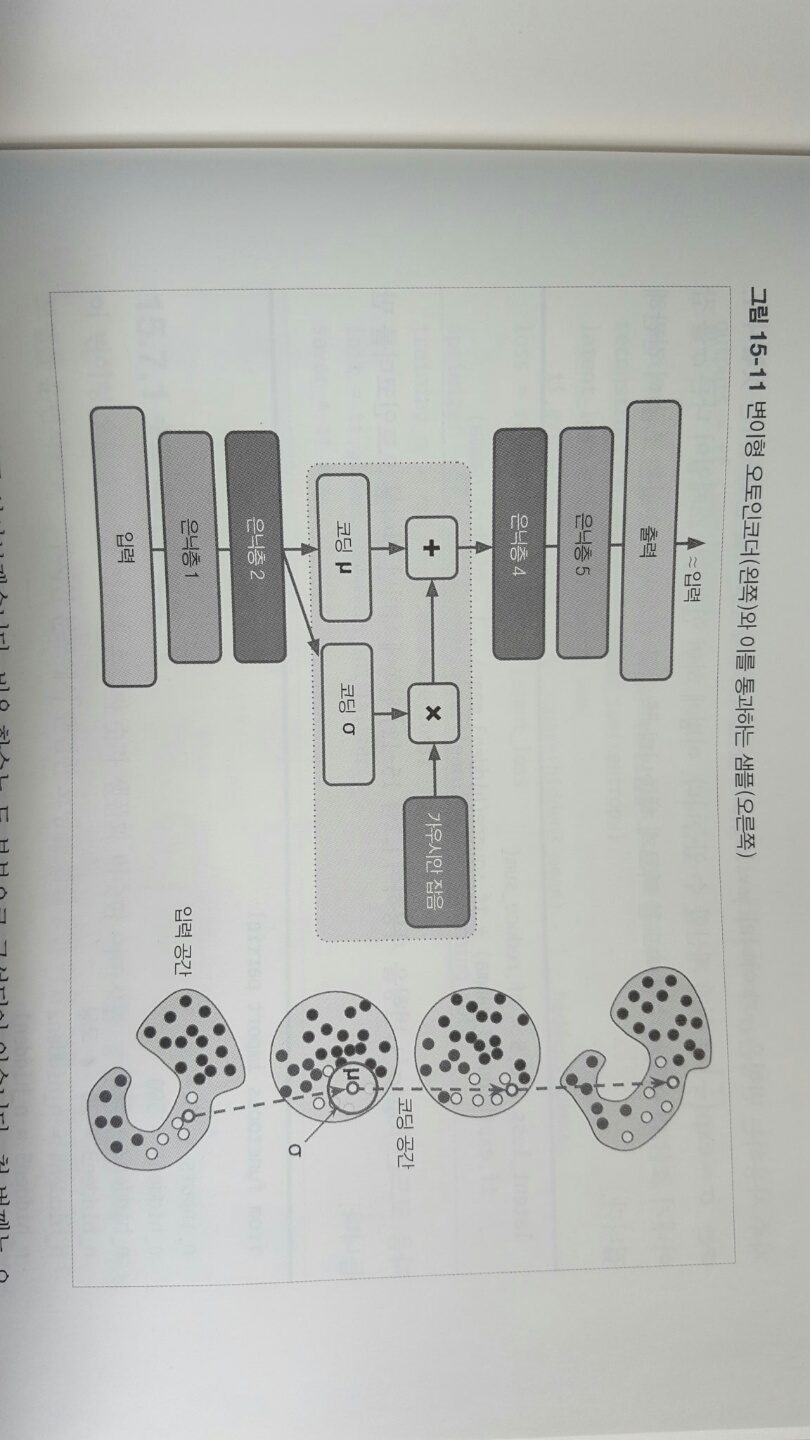 그림 15-11 변이형 오토인코더(왼쪽)와 이를 통과하는 샘플(오른쪽)
≈ 입력
출력
은닉층 5
은닉층 4
+
×
가우시안 잡음
코딩 μ
코딩 σ
은닉층 2
은닉층 1
입력
코딩 공간
μ
σ
입력 공간